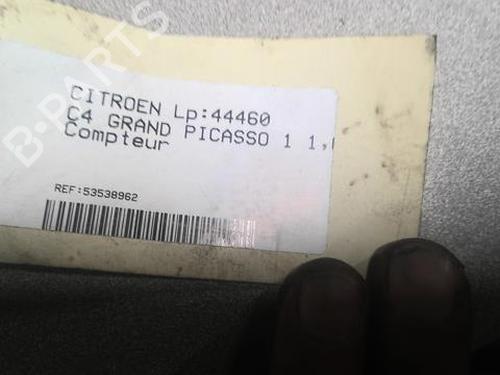 CITROEN Lp:44460
C4 GRAND PICASSO 1 1,
Compteur
REF:53538962
B-PARTS